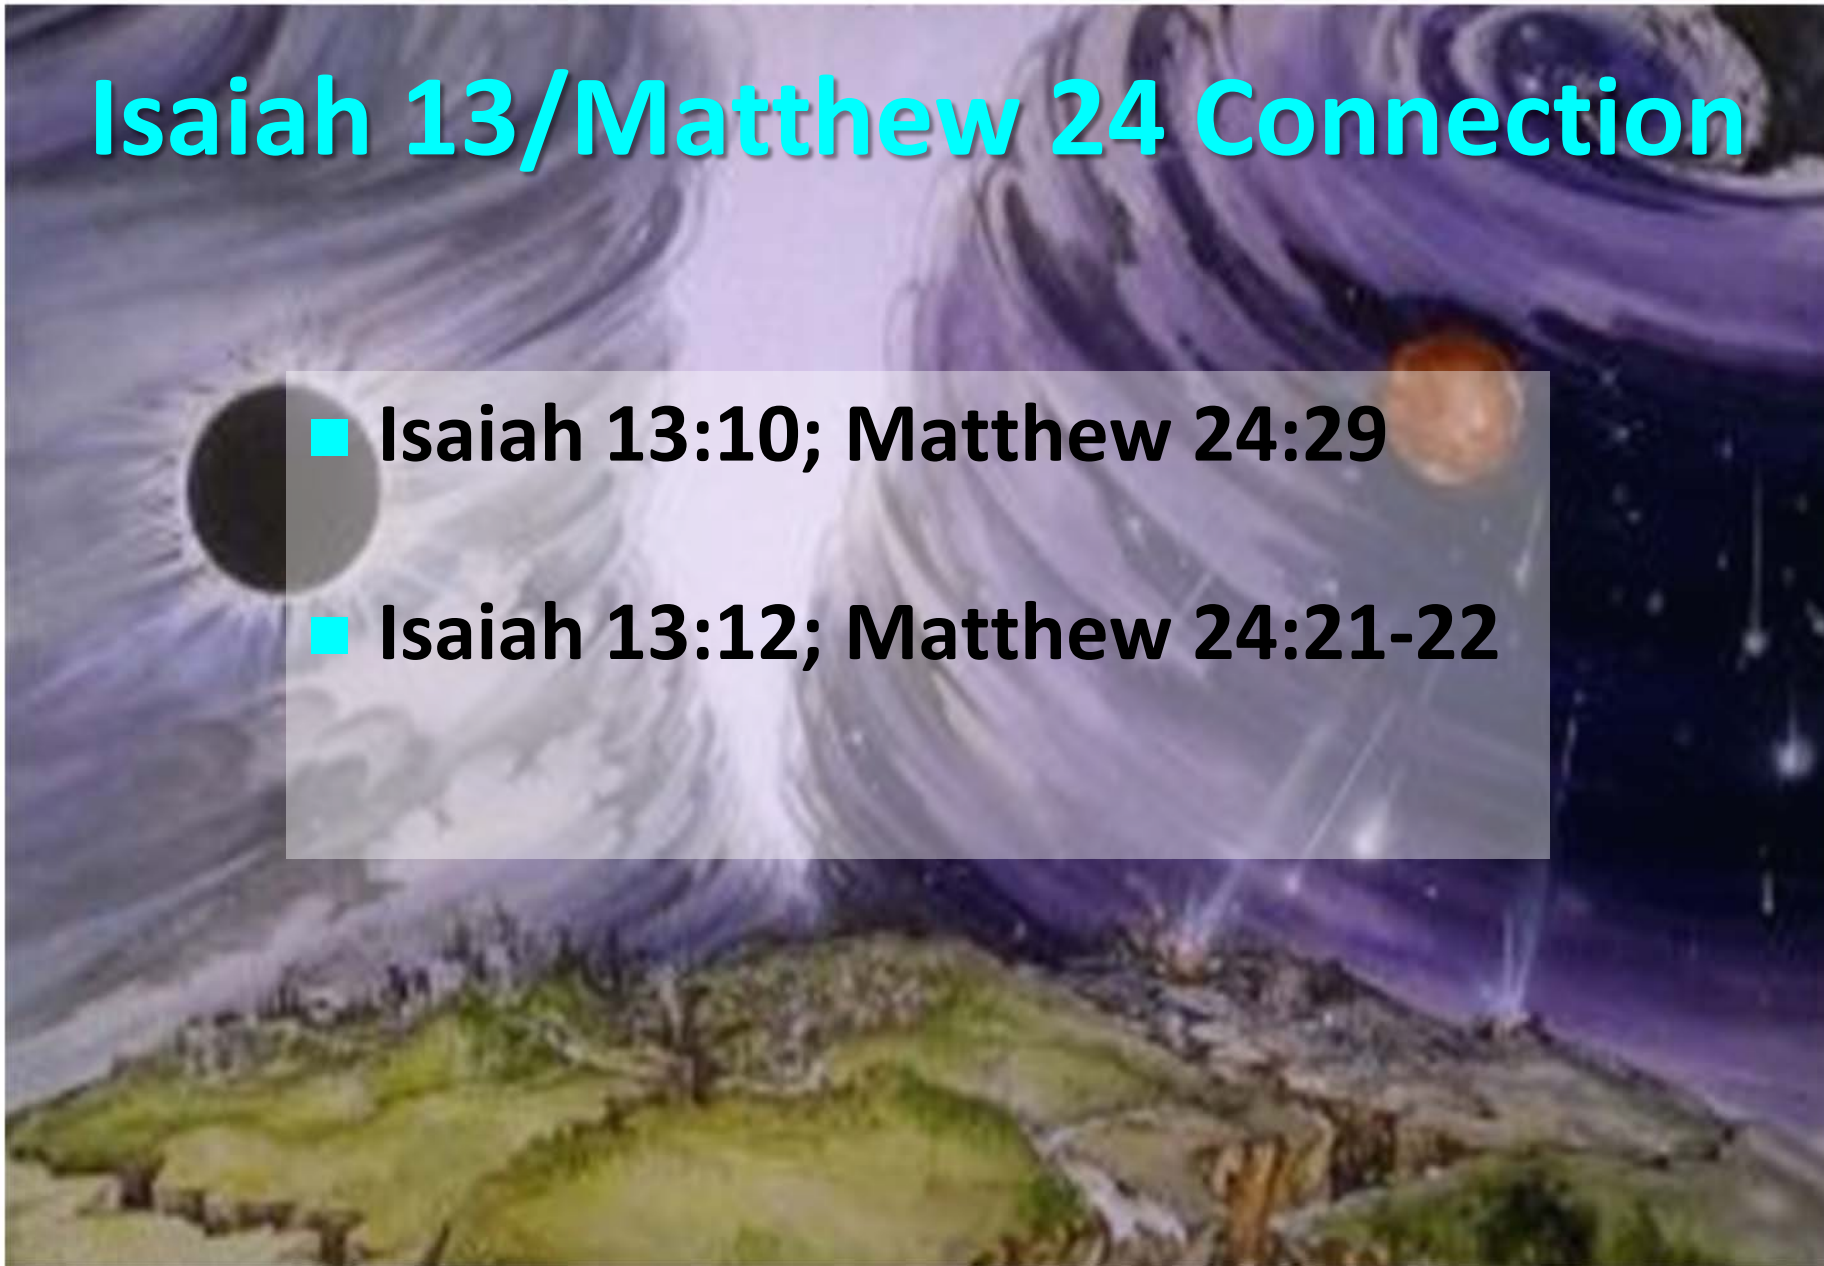 Isaiah 13/Matthew 24 Connection
Isaiah 13:10; Matthew 24:29
Isaiah 13:12; Matthew 24:21-22